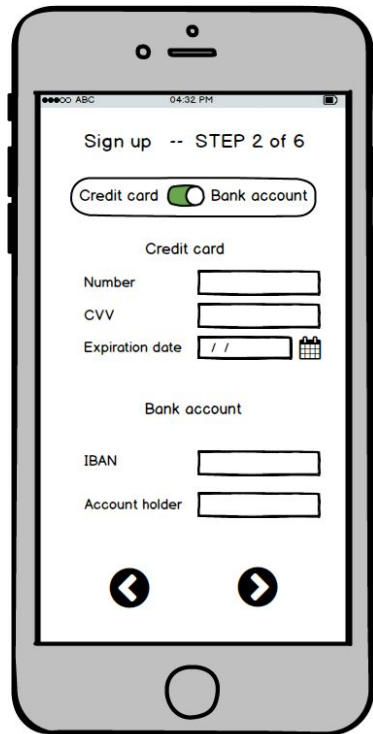 ABC 04:32 PM
Sign up -- STEP 2 of 6
Credit card Bank account
Credit card
Number
CVV
Expiration date / /
Bank account
IBAN
Account holder